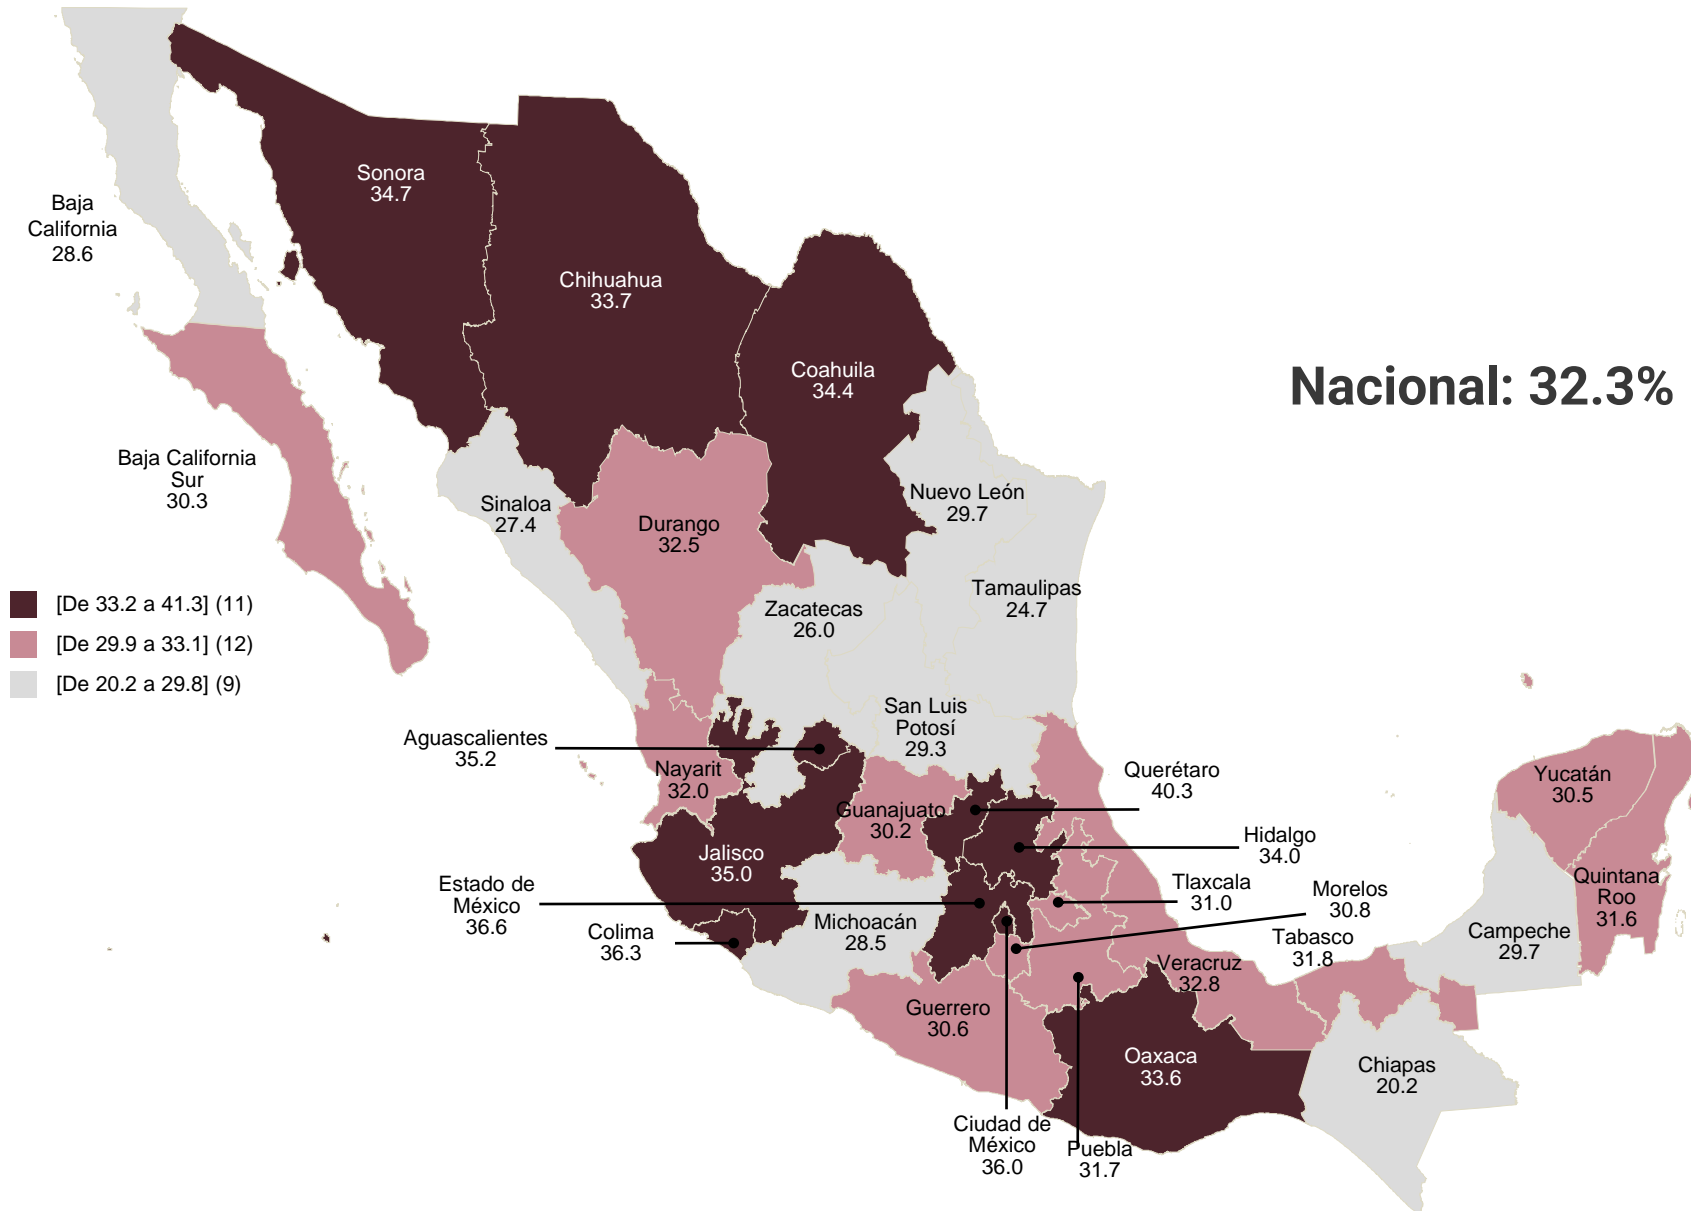 Sonora
34.7
Baja
California
28.6
Chihuahua
33.7
Coahuila
34.4
Nacional: 32.3%
Baja California
Sur
30.3
Sinaloa
27.4
Durango
32.5
Nuevo León
29.7
Tamaulipas
24.7
Zacatecas
26.0
[De 33.2 a 41.3] (11)
[De 29.9 a 33.1] (12)
[De 20.2 a 29.8] (9)
San Luis
Potosí
29.3
Aguascalientes
35.2
Nayarit
32.0
Guanajuato
30.2
Querétaro
40.3
Yucatán
30.5
Hidalgo
34.0
Jalisco
35.0
Estado de
México
36.6
Tlaxcala
31.0
Morelos
30.8
Quintana
Roo
31.6
Colima
36.3
Michoacán
28.5
Campeche
29.7
Tabasco
31.8
Veracruz
32.8
Guerrero
30.6
Oaxaca
33.6
Chiapas
20.2
Ciudad de
México
36.0
Puebla
31.7